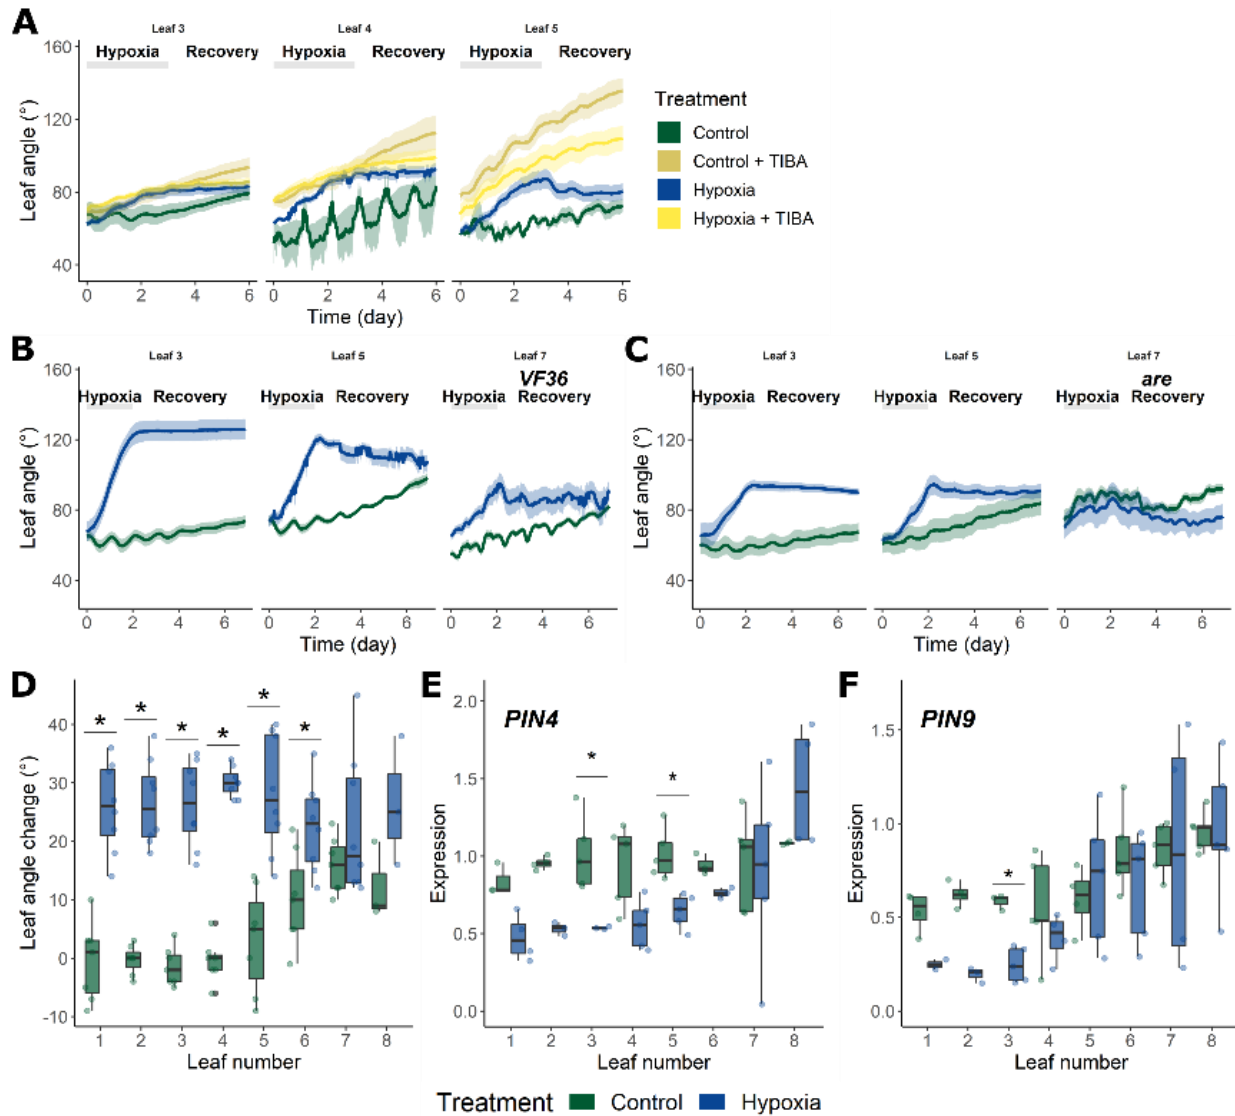 A
Leaf 3 Leaf 4 Leaf 5
Hypoxia Recovery Hypoxia Recovery Hypoxia Recovery
160
120
80
40
Leaf angle (°)
0 2 4 6 0 2 4 6 0 2 4 6
Time (day)
Treatment
Control
Control + TIBA
Hypoxia
Hypoxia + TIBA
B
Leaf 3 Leaf 5 Leaf 7
VF36
Hypoxia Recovery Hypoxia Recovery Hypoxia Recovery
160
120
80
40
Leaf angle (°)
0 2 4 6 0 2 4 6 0 2 4 6
Time (day)
C
Leaf 3 Leaf 5 Leaf 7
are
Hypoxia Recovery Hypoxia Recovery Hypoxia Recovery
160
120
80
40
Leaf angle (°)
0 2 4 6 0 2 4 6 0 2 4 6
Time (day)
D
40
30
20
10
0
-10
Leaf angle change (°)
* * * * * *
1 2 3 4 5 6 7 8
Leaf number
E
PIN4
2.0
1.5
1.0
0.5
0.0
Expression
* *
1 2 3 4 5 6 7 8
Leaf number
F
PIN9
1.5
1.0
0.5
0.0
Expression
*
1 2 3 4 5 6 7 8
Leaf number
Treatment Control Hypoxia